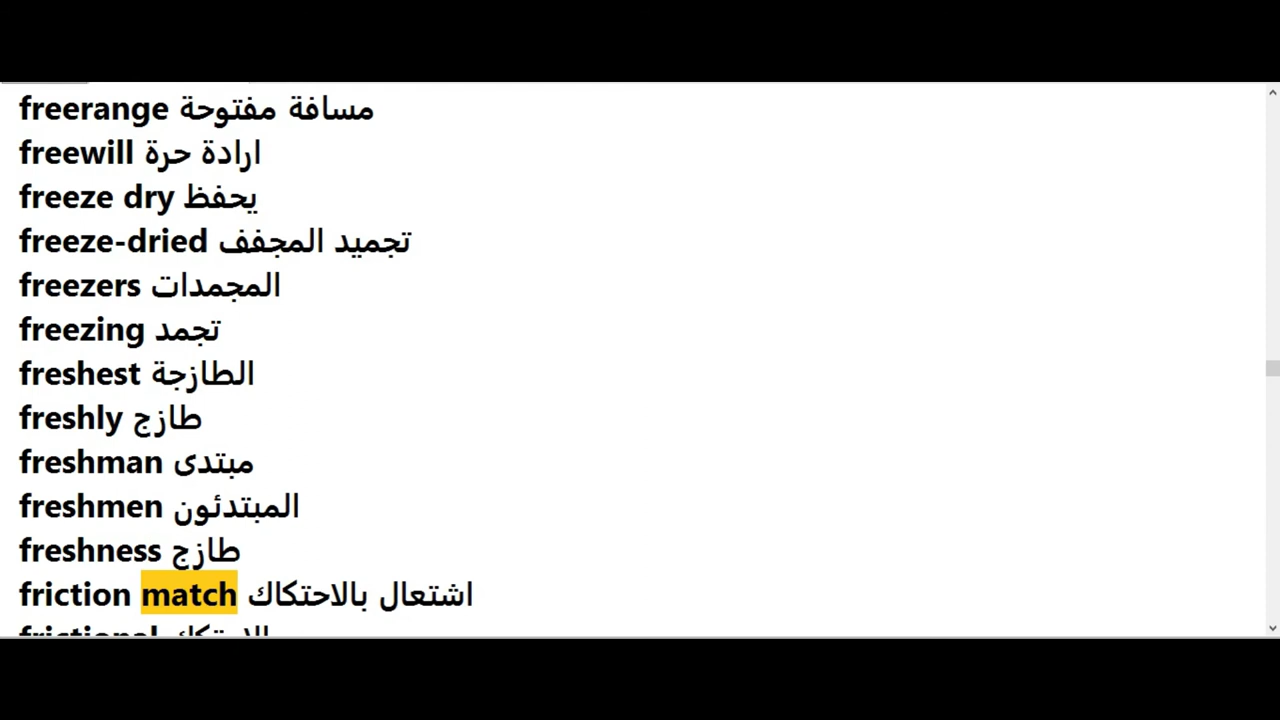 freerange مسافة مفتوحة
freewill ارادة حرة
freeze dry يحفظ
freeze-dried تجميد المجفف
freezers المجمدات
freezing تجمد
freshest الطازجة
freshly طازج
freshman مبتدى
freshmen المبتدئون
freshness طازج
friction match اشتعال بالاحتكاك